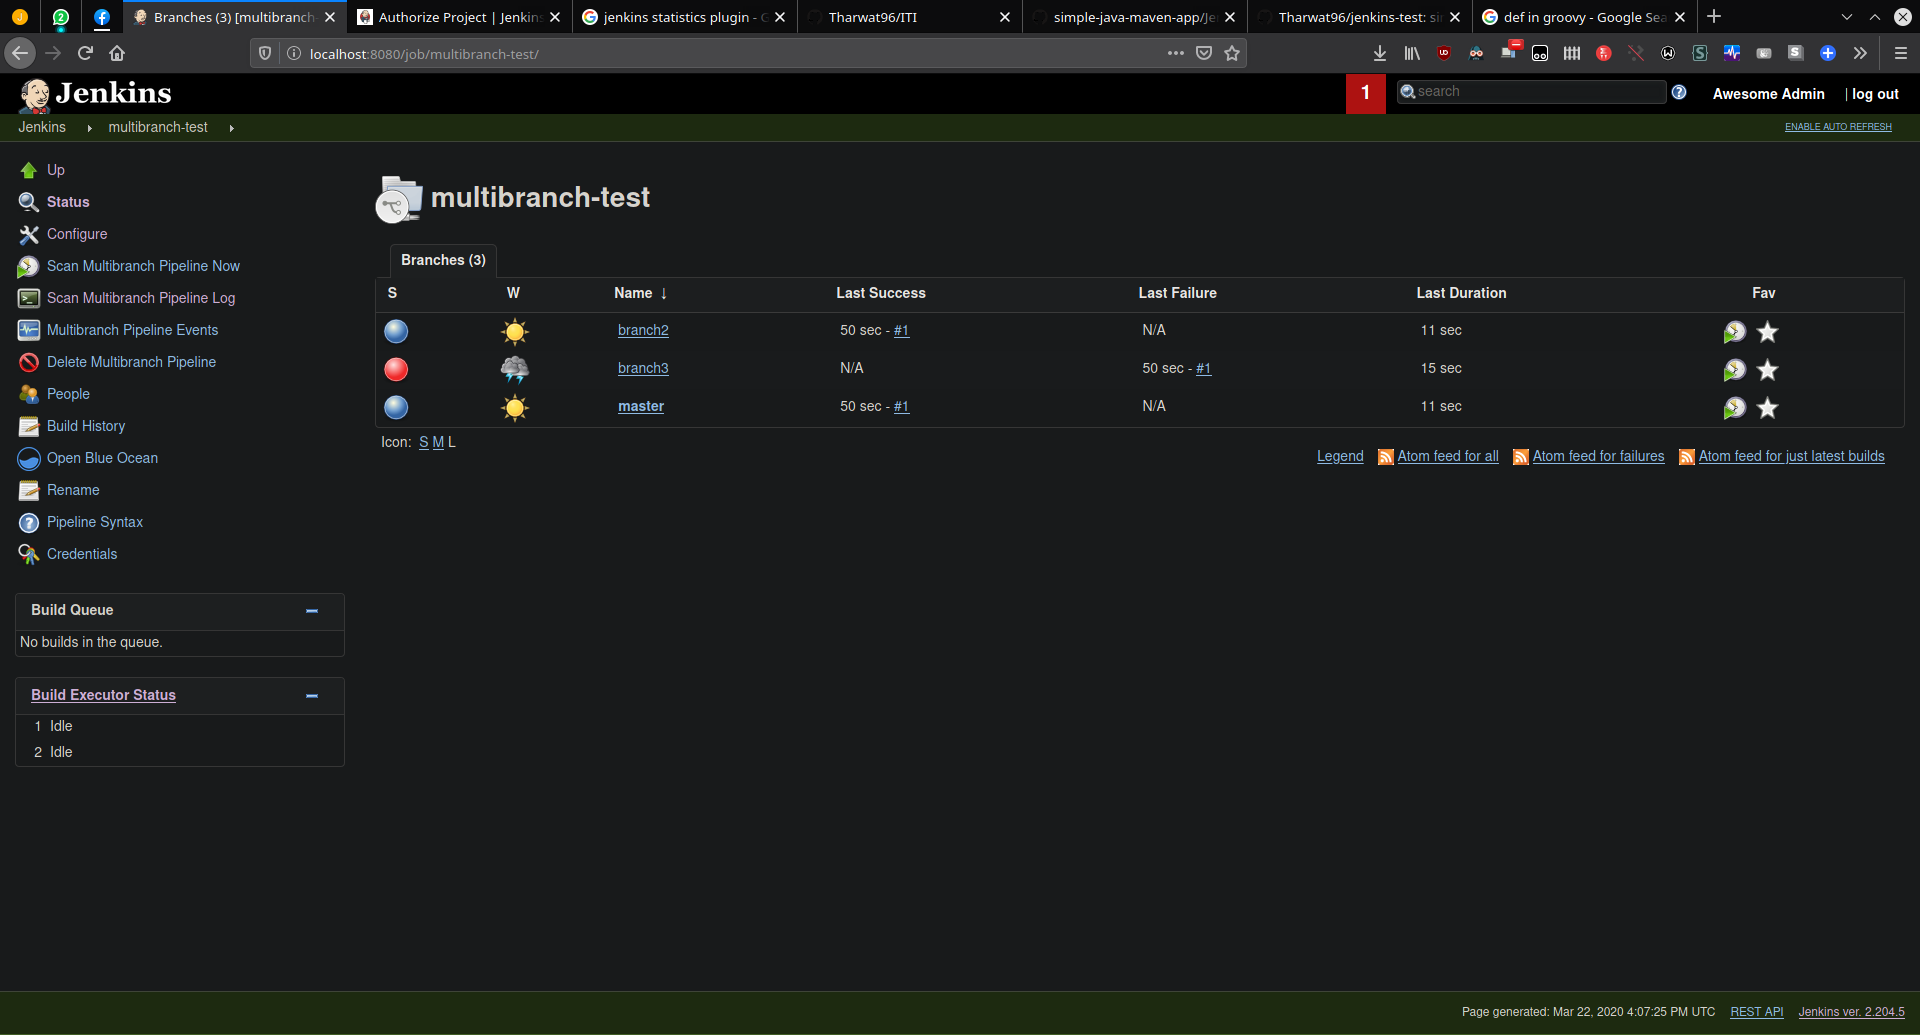 2
Branches (3) [multibranch-
Authorize Project | Jenkins
jenkins statistics plugin - G
Tharwat96/ITI
simple-java-maven-app/Je
Tharwat96/jenkins-test: si
def in groovy - Google Sea
localhost:8080/job/multibranch-test/
Jenkins
1
search
Awesome Admin
| log out
Jenkins
multibranch-test
ENABLE AUTO REFRESH
Up
Status
Configure
Scan Multibranch Pipeline Now
Scan Multibranch Pipeline Log
Multibranch Pipeline Events
Delete Multibranch Pipeline
People
Build History
Open Blue Ocean
Rename
Pipeline Syntax
Credentials
Build Queue
No builds in the queue.
Build Executor Status
1 Idle
2 Idle
multibranch-test
Branches (3)
S W Name ↓ Last Success Last Failure Last Duration Fav
branch2 50 sec - #1 N/A 11 sec
branch3 N/A 50 sec - #1 15 sec
master 50 sec - #1 N/A 11 sec
Icon: S M L
Legend Atom feed for all Atom feed for failures Atom feed for just latest builds
Page generated: Mar 22, 2020 4:07:25 PM UTC REST API Jenkins ver. 2.204.5